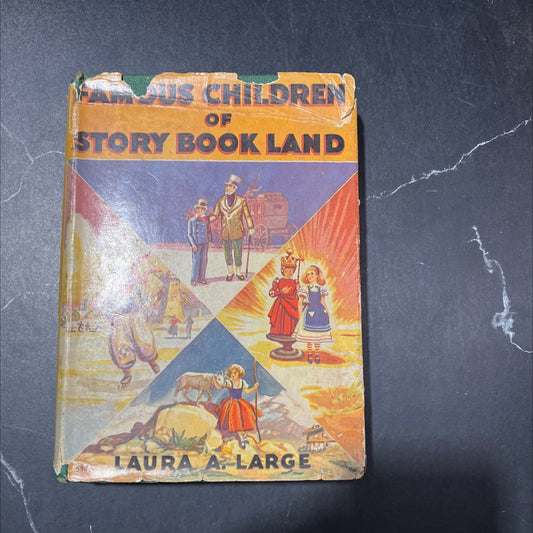 FAMOUS CHILDREN
OF
STORY BOOK LAND
LAURA A. LARGE